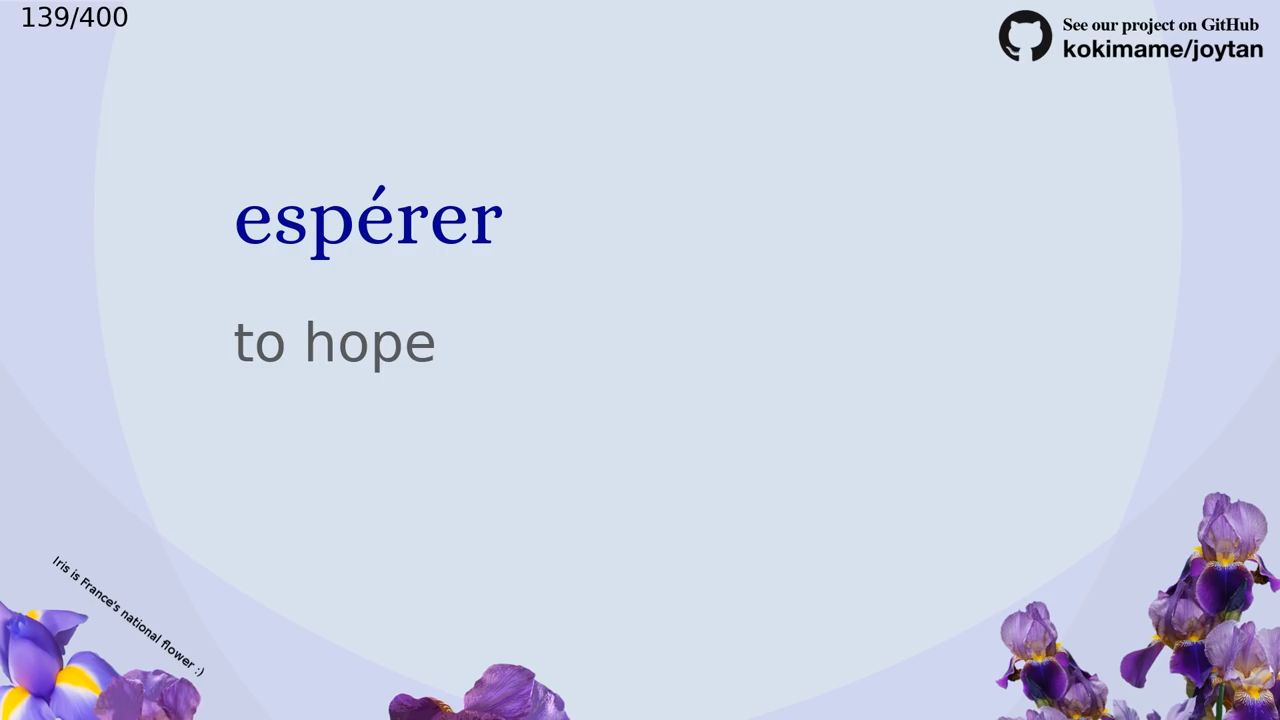 139/400
See our project on GitHub
kokimame/joytan
espérer
to hope
Iris is France's national flower :)